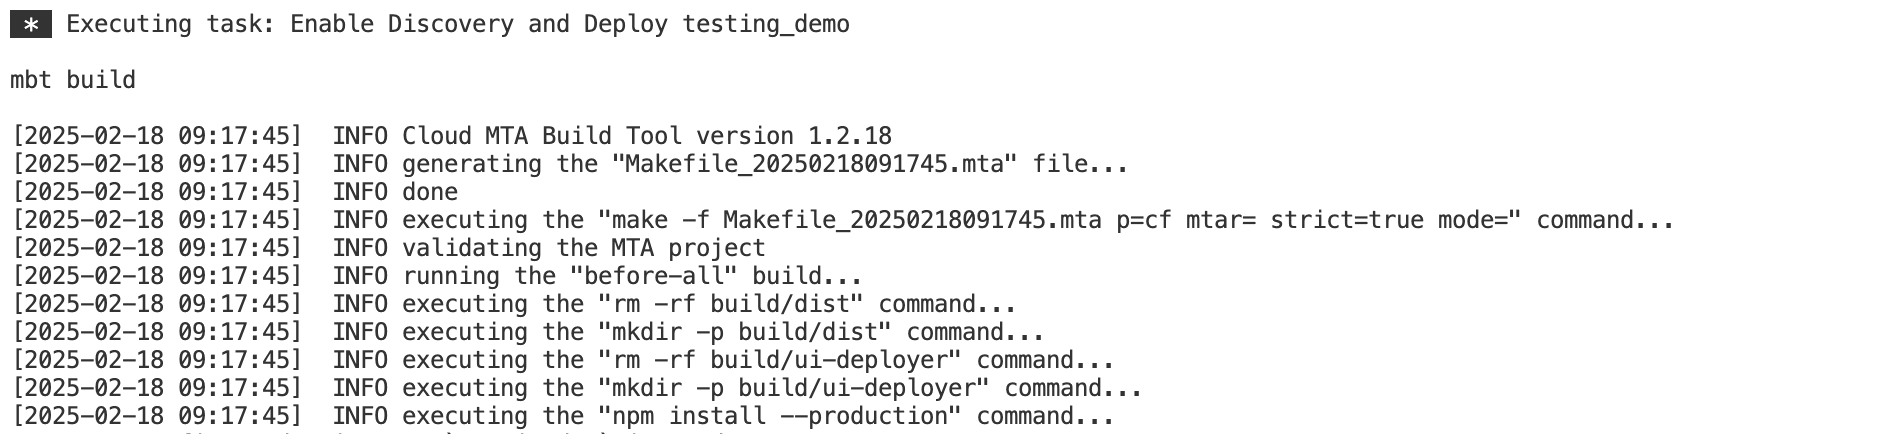 * Executing task: Enable Discovery and Deploy testing_demo
mbt build
[2025-02-18 09:17:45]  INFO Cloud MTA Build Tool version 1.2.18
[2025-02-18 09:17:45]  INFO generating the "Makefile_20250218091745.mta" file...
[2025-02-18 09:17:45]  INFO done
[2025-02-18 09:17:45]  INFO executing the "make -f Makefile_20250218091745.mta p=cf mtar= strict=true mode=" command...
[2025-02-18 09:17:45]  INFO validating the MTA project
[2025-02-18 09:17:45]  INFO running the "before-all" build...
[2025-02-18 09:17:45]  INFO executing the "rm -rf build/dist" command...
[2025-02-18 09:17:45]  INFO executing the "mkdir -p build/dist" command...
[2025-02-18 09:17:45]  INFO executing the "rm -rf build/ui-deployer" command...
[2025-02-18 09:17:45]  INFO executing the "mkdir -p build/ui-deployer" command...
[2025-02-18 09:17:45]  INFO executing the "npm install --production" command...